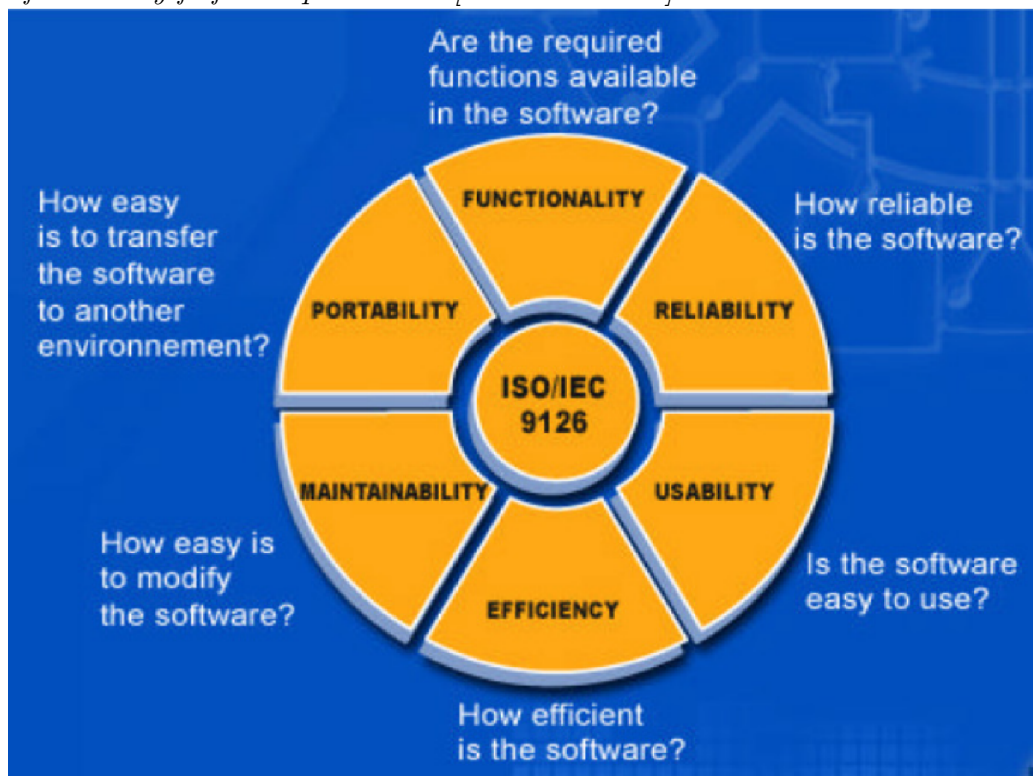 Are the required
functions available
in the software?
FUNCTIONALITY
How easy
is to transfer
the software
to another
environnement?
PORTABILITY
How reliable
is the software?
RELIABILITY
ISO/IEC
9126
MAINTAINABILITY
How easy is
to modify
the software?
USABILITY
Is the software
easy to use?
EFFICIENCY
How efficient
is the software?